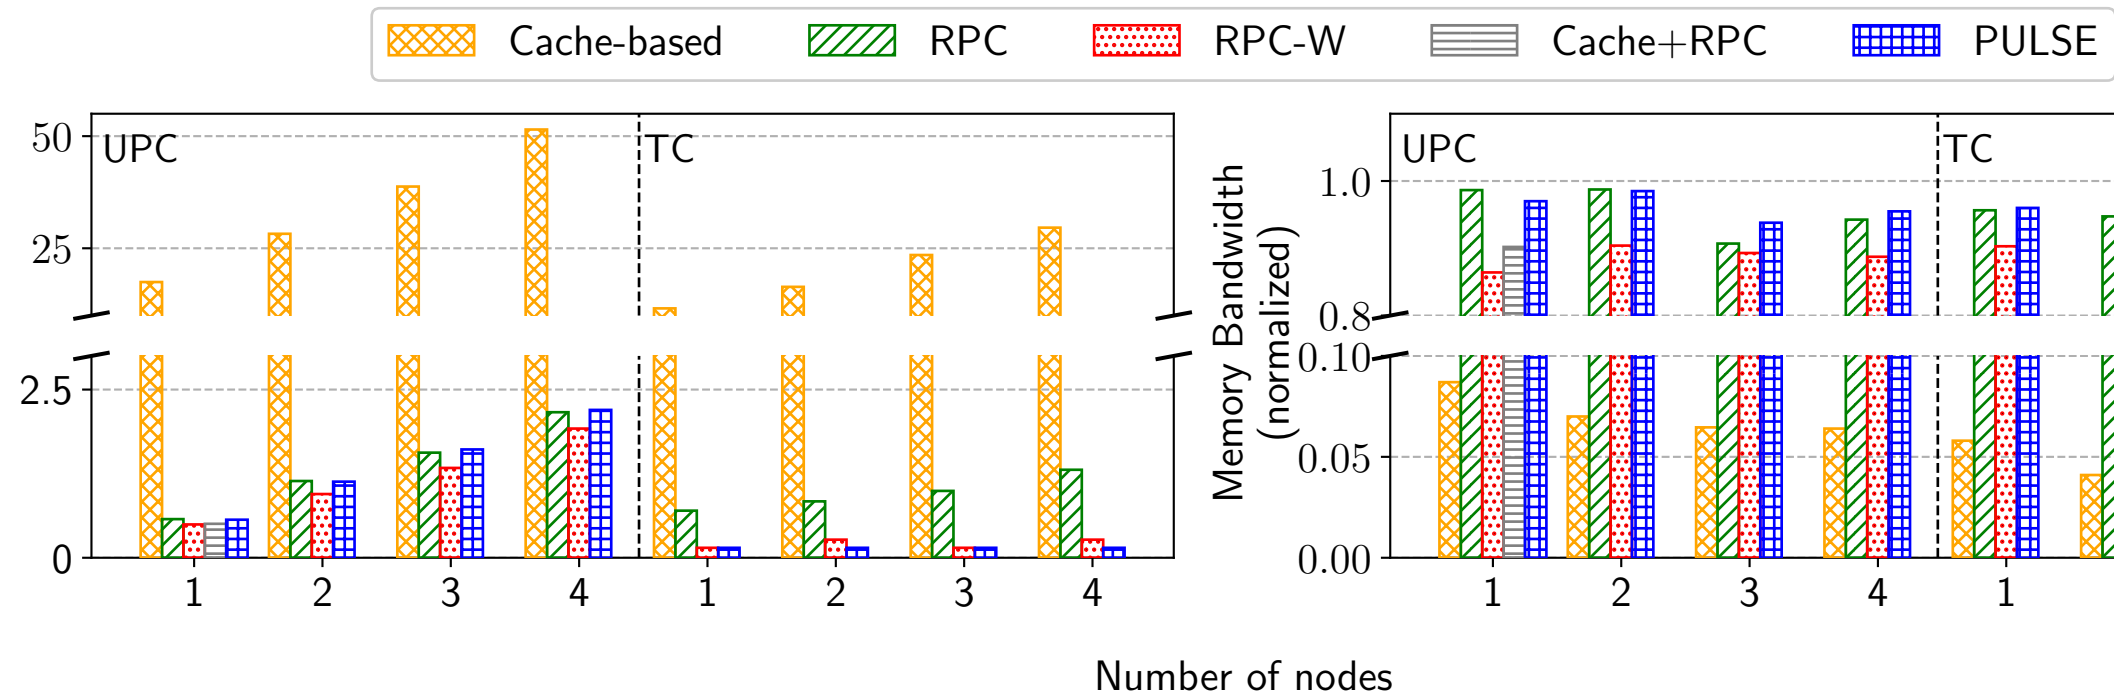 Cache-based RPC RPC-W Cache+RPC PULSE
50
25
2.5
0
UPC TC
1 2 3 4 1 2 3 4
Memory Bandwidth
(normalized)
1.0
0.8
0.10
0.05
0.00
UPC TC
1 2 3 4 1
Number of nodes